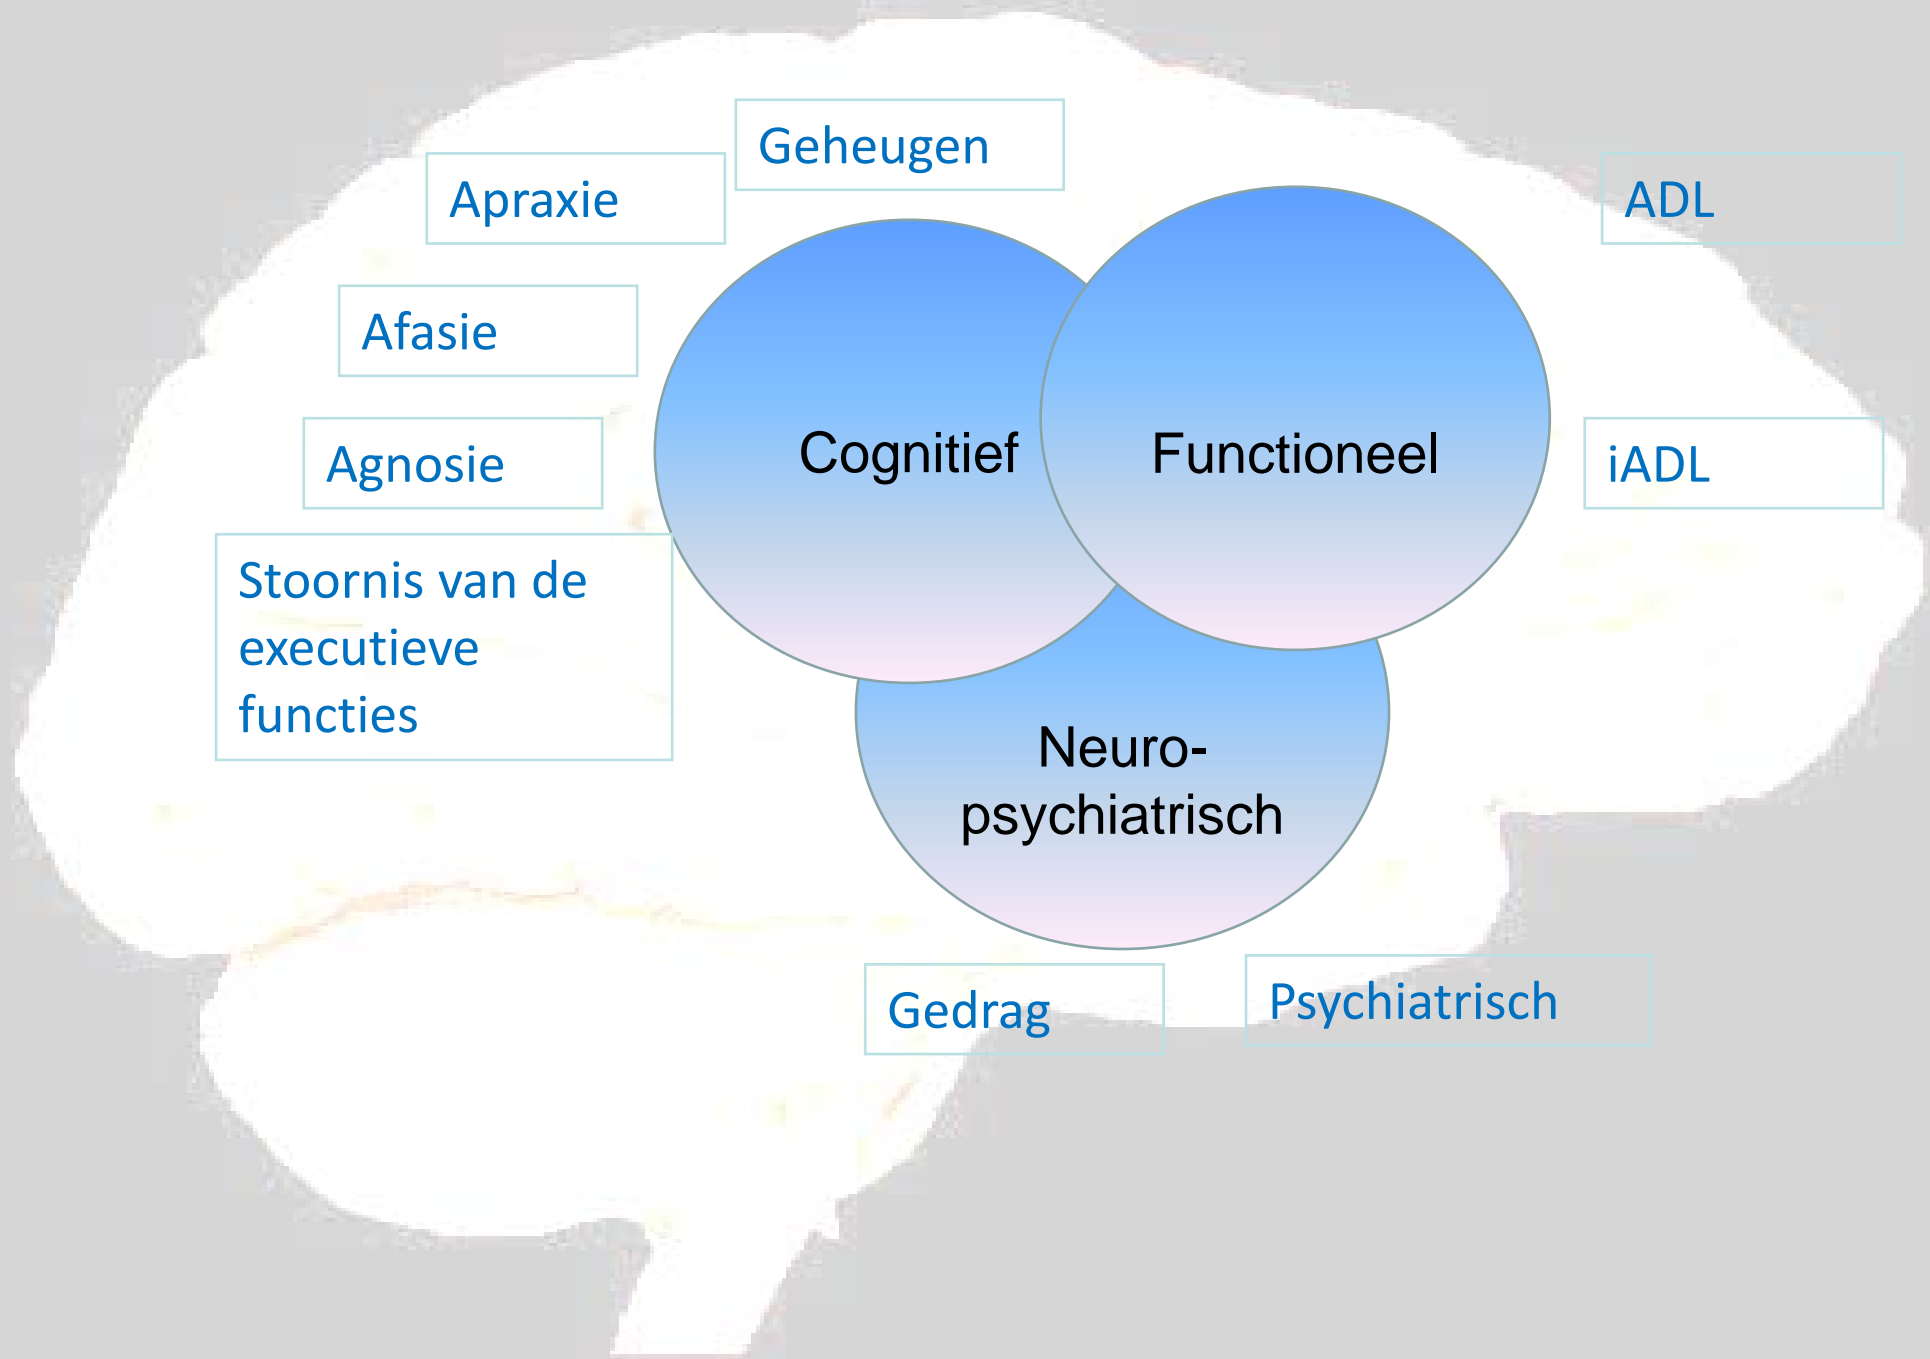 Geheugen
Apraxie
ADL
Afasie
Agnosie
Cognitief
Functioneel
iADL
Stoornis van de
executieve
functies
Neuro-
psychiatrisch
Gedrag
Psychiatrisch